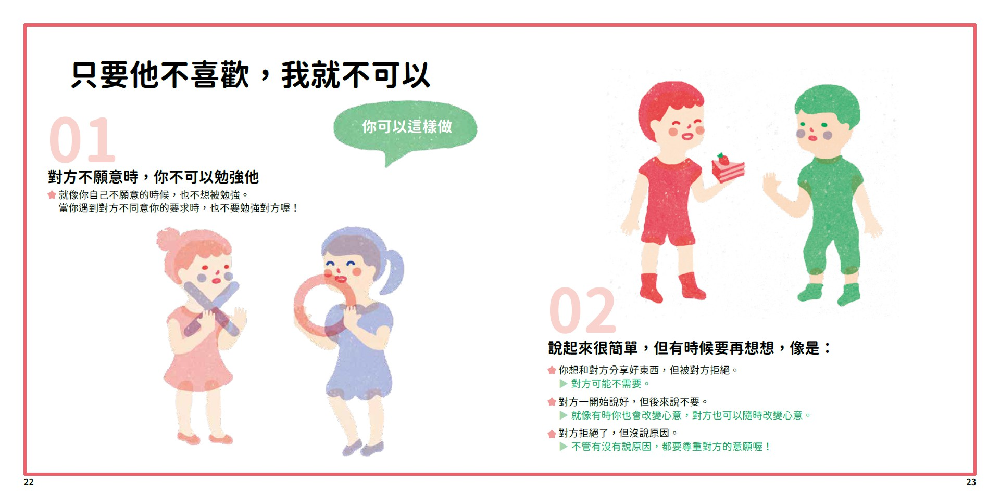 只要他不喜歡，我就不可以
你可以這樣做
01
對方不願意時，你不可以勉強他
就像你自己不願意的時候，也不想被勉強。
當你遇到對方不同意你的要求時，也不要勉強對方喔！
02
說起來很簡單，但有時候要再想想，像是：
你想和對方分享好東西，但被對方拒絕。
▶ 對方可能不需要。
對方一開始說好，但後來說不要。
▶ 就像有時你也會改變心意，對方也可以隨時改變心意。
對方拒絕了，但沒說原因。
▶ 不管有沒有說原因，都要尊重對方的意願喔！
22
23